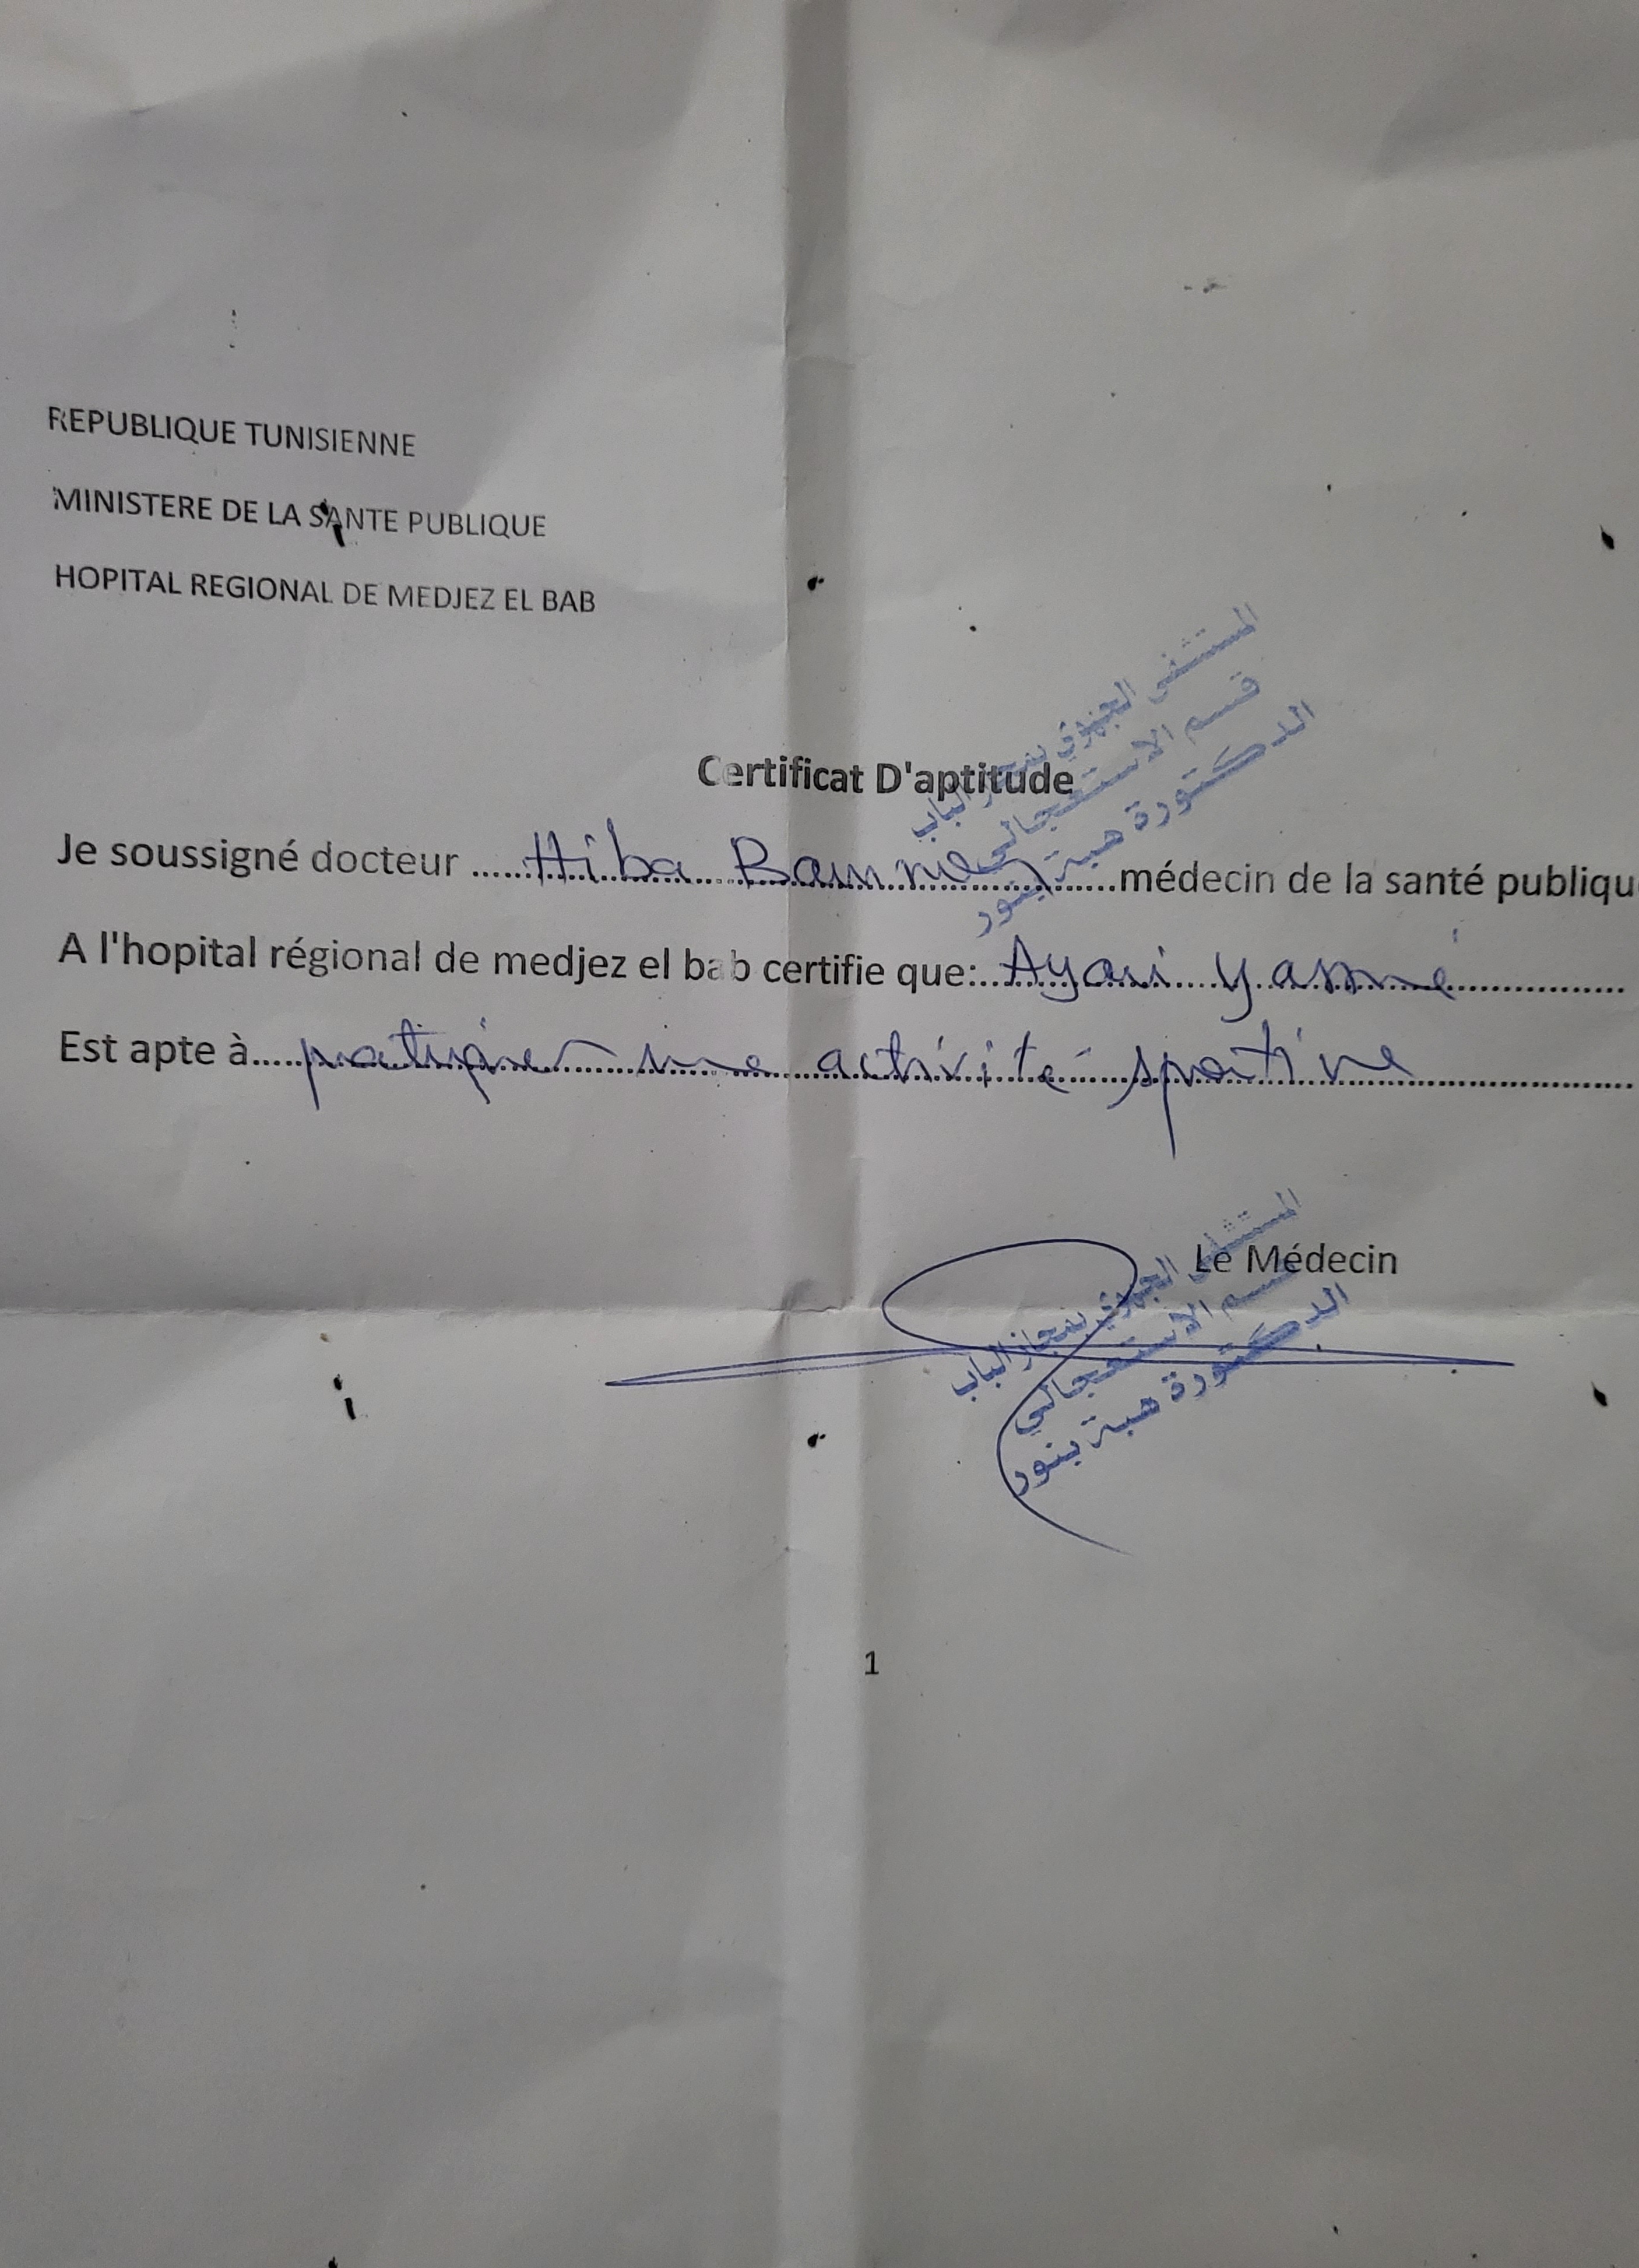 REPUBLIQUE TUNISIENNE
MINISTERE DE LA SANTE PUBLIQUE
HOPITAL REGIONAL DE MEDJEZ EL BAB
المستشفى الجهوي بمجاز الباب
قسم الاستعجالي
الدكتورة هبة بنور
Certificat D'aptitude
Je soussigné docteur .... Hiba ........ médecin de la santé publiqu
A l'hopital régional de medjez el bab certifie que: Ayari Yasmine
Est apte à..... pratiquer une activité sportive
Le Médecin
المستشفى الجهوي بمجاز الباب
قسم الاستعجالي
الدكتورة هبة بنور
1